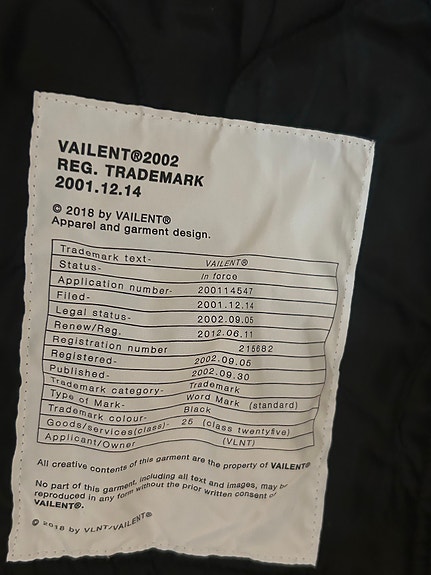 VAILENT®2002
REG. TRADEMARK
2001.12.14
© 2018 by VAILENT®
Apparel and garment design.
Trademark text- VAILENT®
Status- In force
Application number- 200114547
Filed- 2001.12.14
Legal status- 2002.09.05
Renew/Reg. 2012.06.11
Registration number 215682
Registered- 2002.09.05
Published- 2002.09.30
Trademark category- Trademark
Type of Mark- Word Mark (standard)
Trademark colour- Black
Goods/services(class)- 25 (class twentyfive)
Applicant/Owner (VLNT)
All creative contents of this garment are the property of VAILENT®
No part of this garment, including all text and images, may be
reproduced in any form without the prior written consent of
VAILENT®.
© 2018 by VLNT/VAILENT®